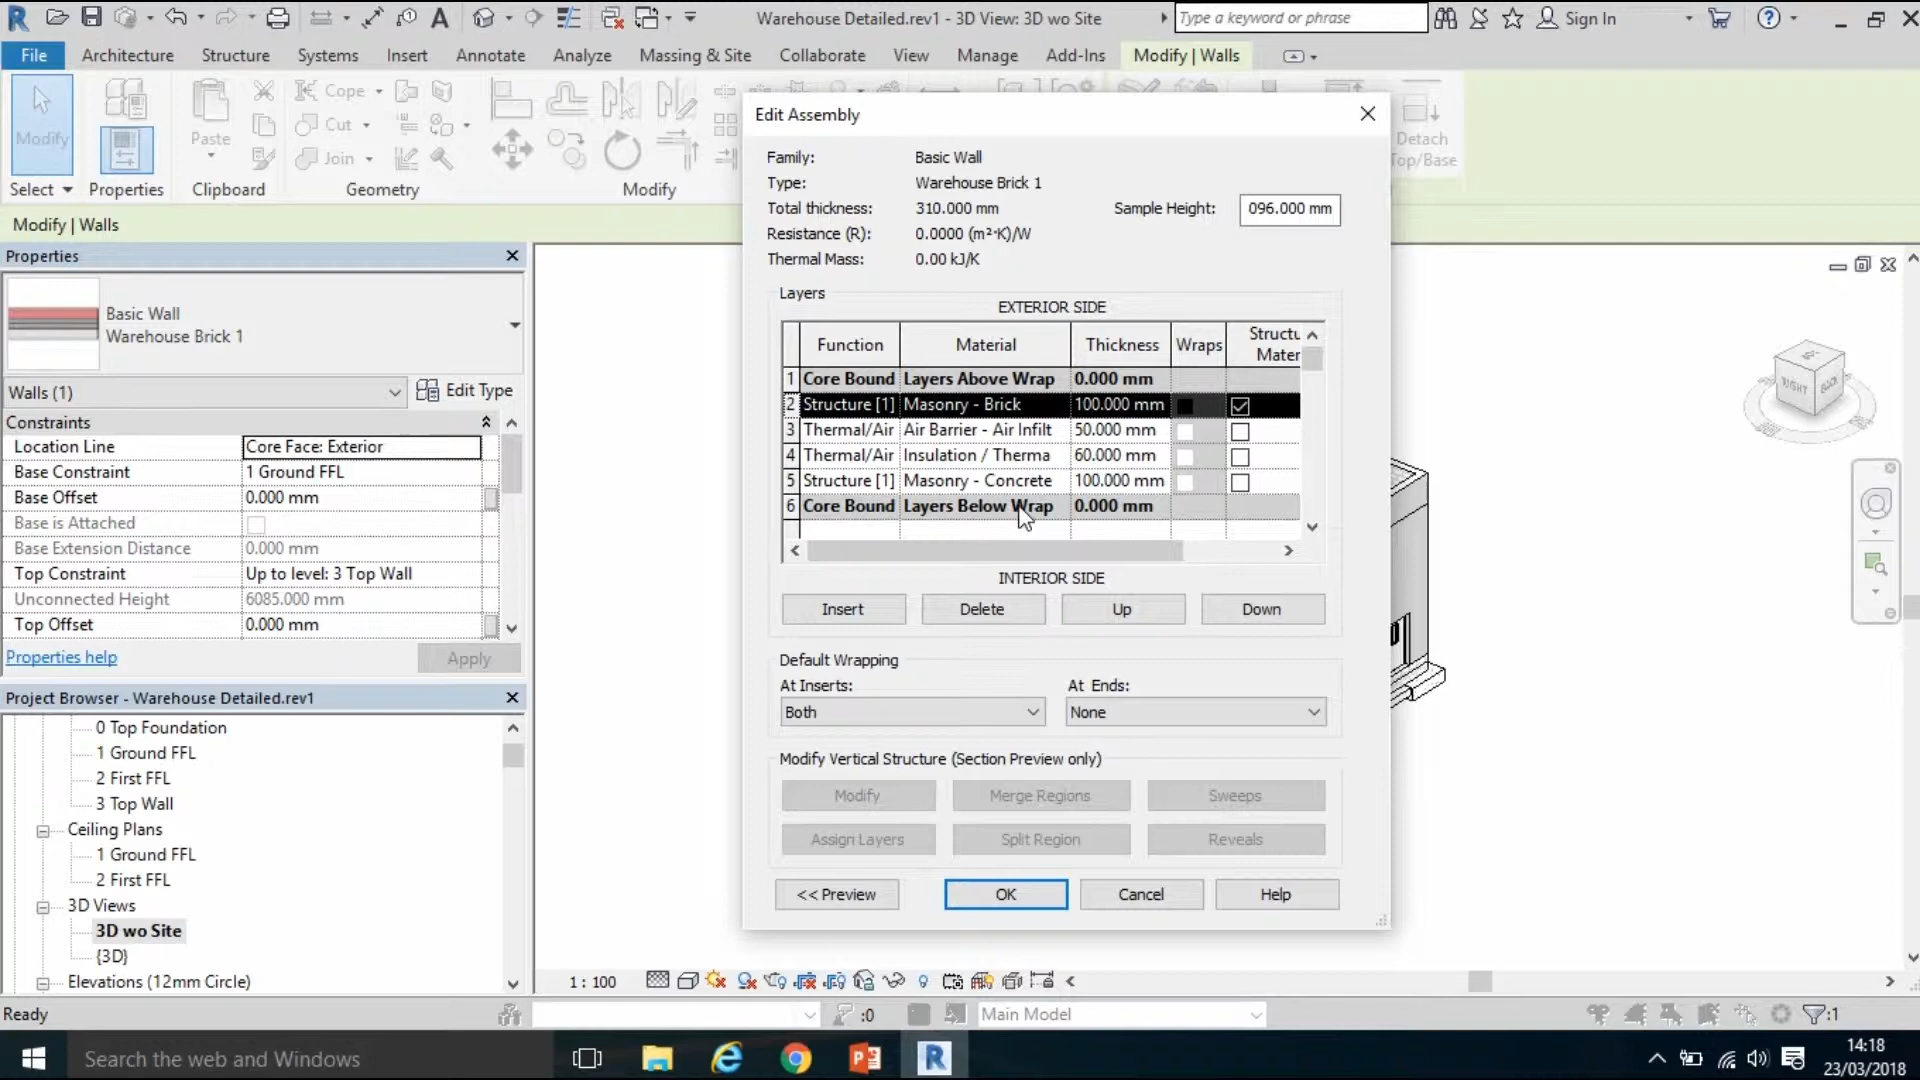 Warehouse Detailed.rev1 - 3D View: 3D wo Site
Type a keyword or phrase
Sign In
File
Architecture
Structure
Systems
Insert
Annotate
Analyze
Massing & Site
Collaborate
View
Manage
Add-Ins
Modify | Walls
Modify
Paste
Cope
Cut
Join
Detach
Top/Base
Select
Properties
Clipboard
Geometry
Modify
Modify | Walls
Properties
Basic Wall
Warehouse Brick 1
Walls (1)
Edit Type
Constraints
Location Line
Core Face: Exterior
Base Constraint
1 Ground FFL
Base Offset
0.000 mm
Base is Attached
Base Extension Distance
0.000 mm
Top Constraint
Up to level: 3 Top Wall
Unconnected Height
6085.000 mm
Top Offset
0.000 mm
Properties help
Apply
Project Browser - Warehouse Detailed.rev1
0 Top Foundation
1 Ground FFL
2 First FFL
3 Top Wall
Ceiling Plans
1 Ground FFL
2 First FFL
3D Views
3D wo Site
{3D}
Elevations (12mm Circle)
Edit Assembly
Family:
Basic Wall
Type:
Warehouse Brick 1
Total thickness:
310.000 mm
Sample Height:
096.000 mm
Resistance (R):
0.0000 (m²·K)/W
Thermal Mass:
0.00 kJ/K
Layers
EXTERIOR SIDE
Function
Material
Thickness
Wraps
Structu
Mater
1 Core Bound Layers Above Wrap 0.000 mm
2 Structure [1] Masonry - Brick 100.000 mm
3 Thermal/Air Air Barrier - Air Infilt 50.000 mm
4 Thermal/Air Insulation / Therma 60.000 mm
5 Structure [1] Masonry - Concrete 100.000 mm
6 Core Bound Layers Below Wrap 0.000 mm
INTERIOR SIDE
Insert
Delete
Up
Down
Default Wrapping
At Inserts:
At Ends:
Both
None
Modify Vertical Structure (Section Preview only)
Modify
Merge Regions
Sweeps
Assign Layers
Split Region
Reveals
<< Preview
OK
Cancel
Help
RIGHT
1 : 100
Ready
:0
Main Model
:1
Search the web and Windows
14:18
23/03/2018